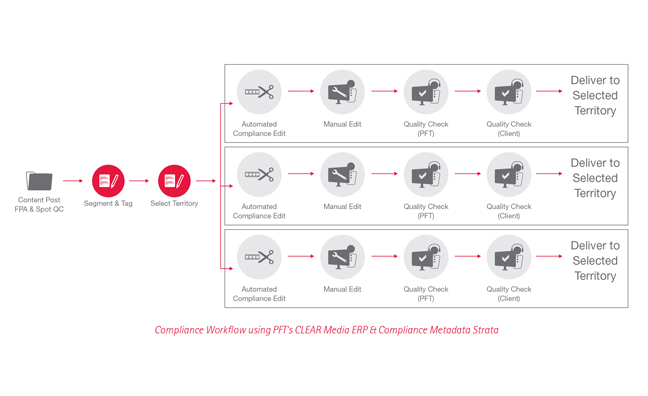 Content Post
FPA & Spot QC
Segment & Tag
Select Territory
Automated
Compliance Edit
Manual Edit
Quality Check
(PFT)
Quality Check
(Client)
Deliver to
Selected
Territory
Automated
Compliance Edit
Manual Edit
Quality Check
(PFT)
Quality Check
(Client)
Deliver to
Selected
Territory
Automated
Compliance Edit
Manual Edit
Quality Check
(PFT)
Quality Check
(Client)
Deliver to
Selected
Territory
Compliance Workflow using PFT's CLEAR Media ERP & Compliance Metadata Strata